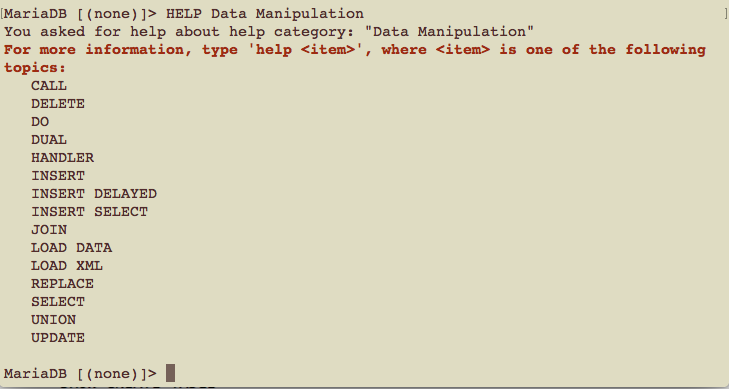 [MariaDB [(none)]> HELP Data Manipulation ]
You asked for help about help category: "Data Manipulation"
For more information, type 'help <item>', where <item> is one of the following
topics:
CALL
DELETE
DO
DUAL
HANDLER
INSERT
INSERT DELAYED
INSERT SELECT
JOIN
LOAD DATA
LOAD XML
REPLACE
SELECT
UNION
UPDATE
MariaDB [(none)]>